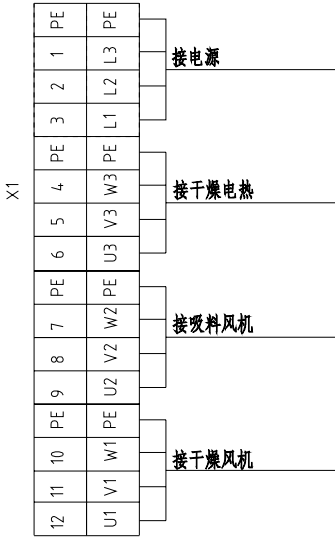 X1
PE PE
1 L3
2 L2
3 L1
接电源
PE PE
4 W3
5 V3
6 U3
接干燥电热
PE PE
7 W2
8 V2
9 U2
接吸料风机
PE PE
10 W1
11 V1
12 U1
接干燥风机